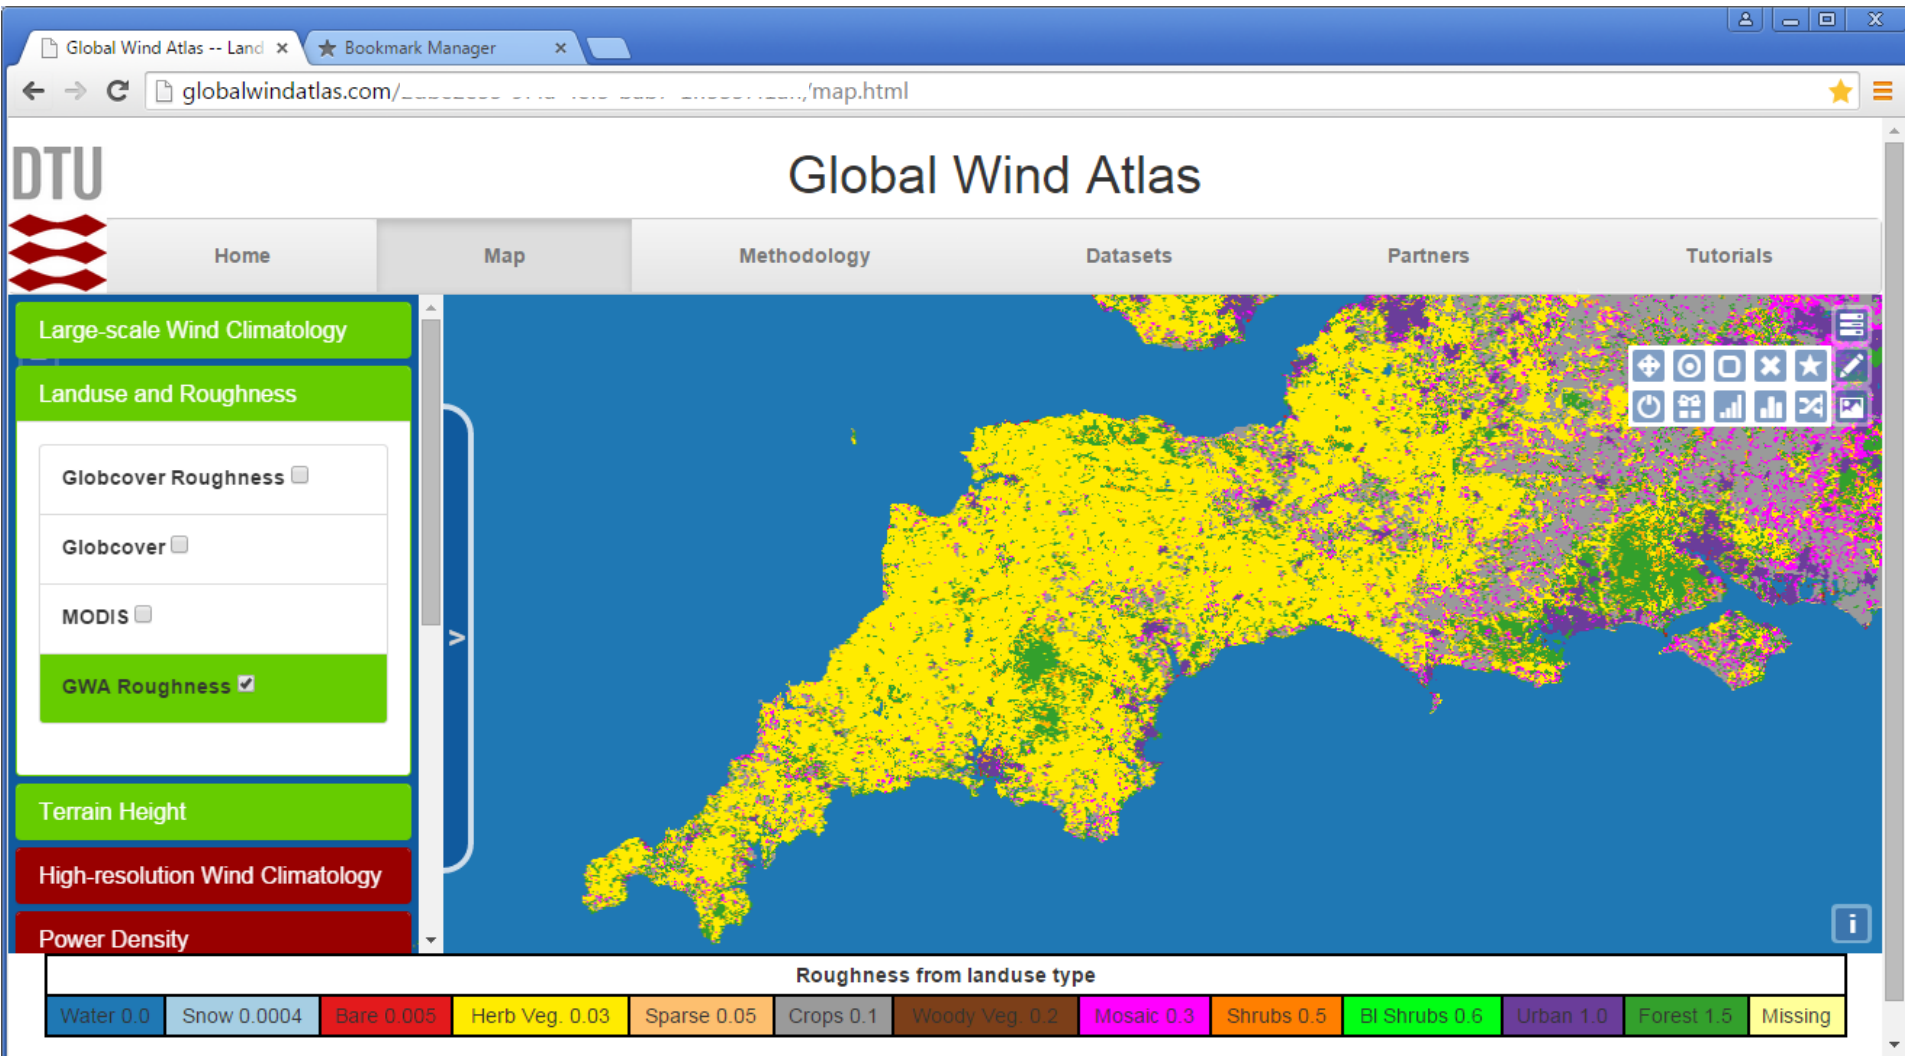 Global Wind Atlas -- Land
Bookmark Manager
globalwindatlas.com/
/map.html
DTU
Global Wind Atlas
Home
Map
Methodology
Datasets
Partners
Tutorials
Large-scale Wind Climatology
Landuse and Roughness
Globcover Roughness
Globcover
MODIS
GWA Roughness
Terrain Height
High-resolution Wind Climatology
Power Density
>
i
Roughness from landuse type
Water 0.0 Snow 0.0004 Bare 0.005 Herb Veg. 0.03 Sparse 0.05 Crops 0.1 Woody Veg. 0.2 Mosaic 0.3 Shrubs 0.5 Bl Shrubs 0.6 Urban 1.0 Forest 1.5 Missing